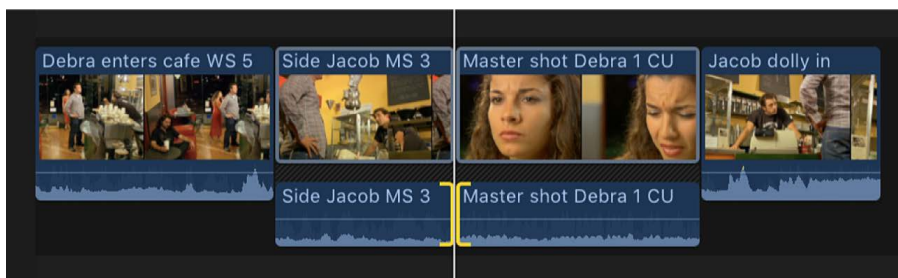 Debra enters cafe WS 5
Side Jacob MS 3
Master shot Debra 1 CU
Jacob dolly in
Side Jacob MS 3
Master shot Debra 1 CU